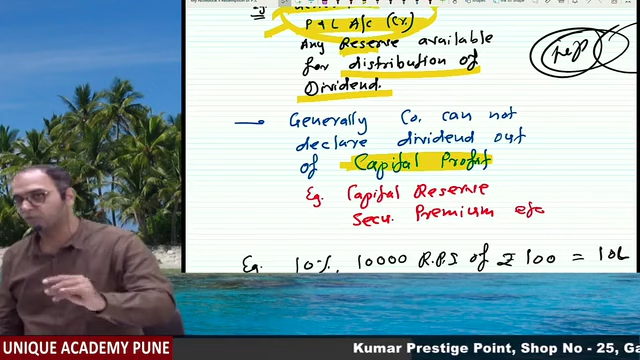 P & L A/c (Cr.)
Any Reserve available
for distribution of
Dividend.
→ Generally Co. can not
declare dividend out
of Capital Profit
Eg. Capital Reserve
Secu. Premium etc
Eg. 10%, 10000 R.P.S of ₹ 100 = 10L
UNIQUE ACADEMY PUNE
Kumar Prestige Point, Shop No - 25, Ga